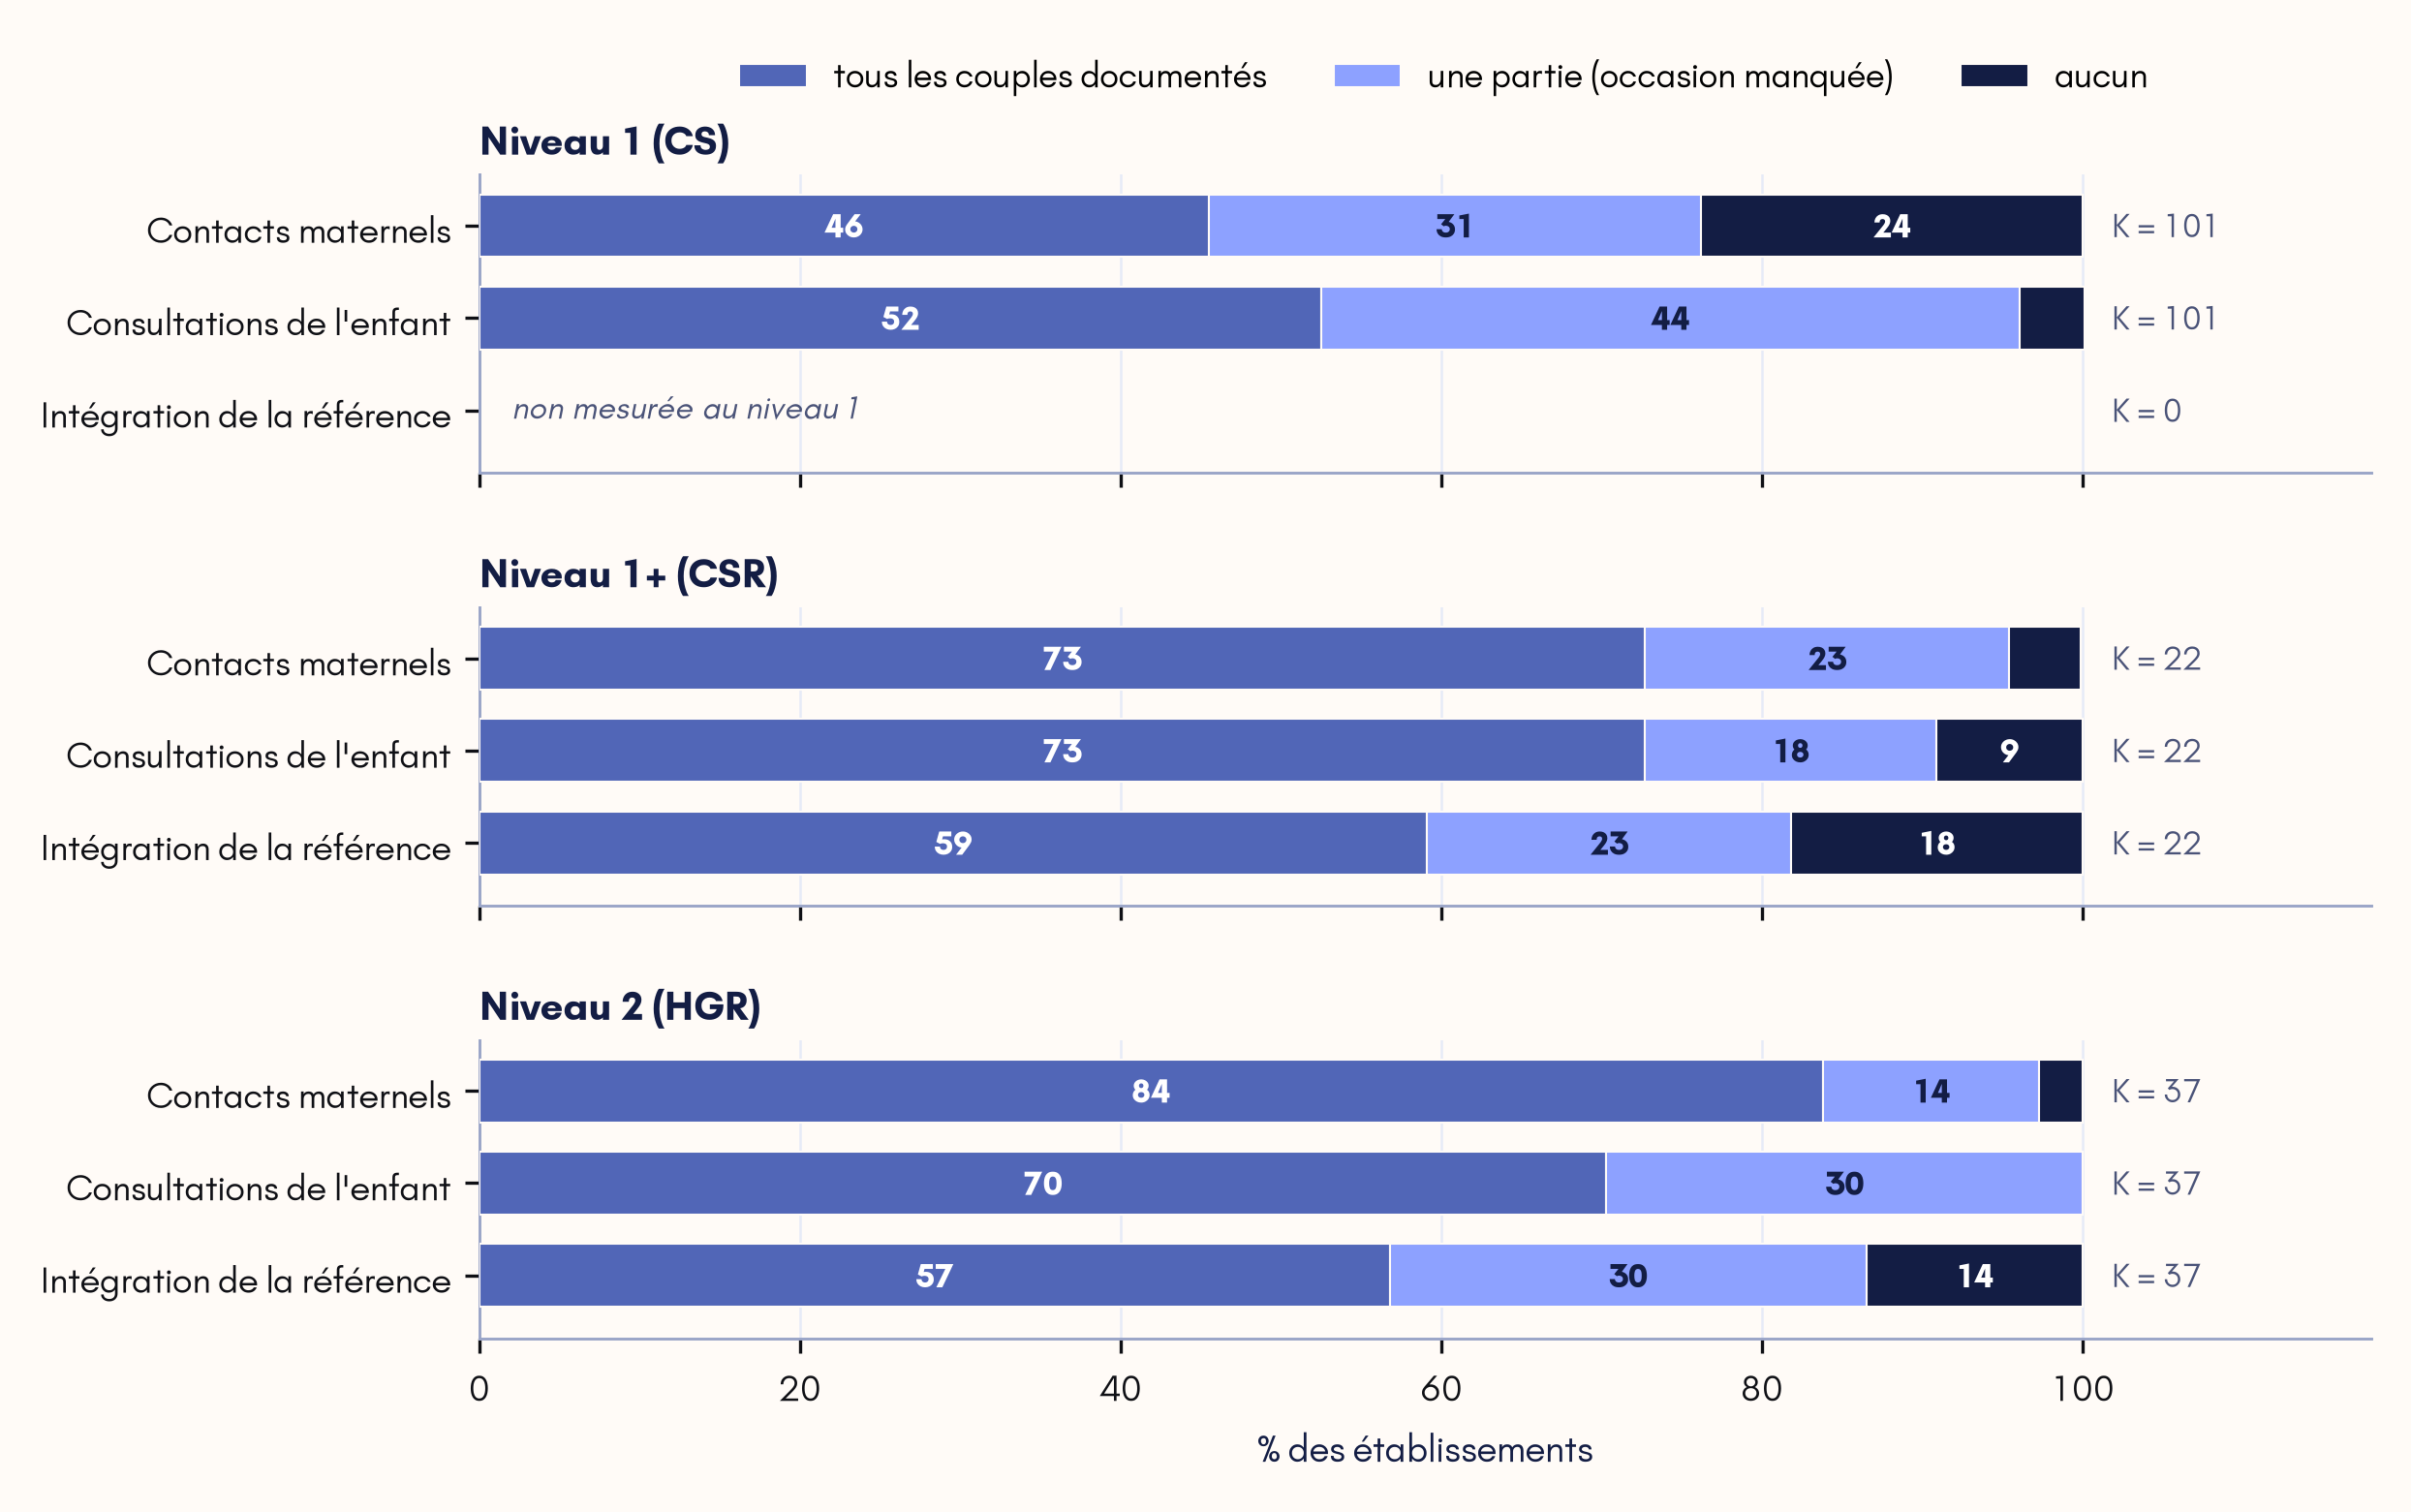 tous les couples documentés une partie (occasion manquée) aucun
Niveau 1 (CS)
Contacts maternels 46 31 24 K = 101
Consultations de l'enfant 52 44 K = 101
Intégration de la référence non mesurée au niveau 1 K = 0
Niveau 1+ (CSR)
Contacts maternels 73 23 K = 22
Consultations de l'enfant 73 18 9 K = 22
Intégration de la référence 59 23 18 K = 22
Niveau 2 (HGR)
Contacts maternels 84 14 K = 37
Consultations de l'enfant 70 30 K = 37
Intégration de la référence 57 30 14 K = 37
0 20 40 60 80 100
% des établissements